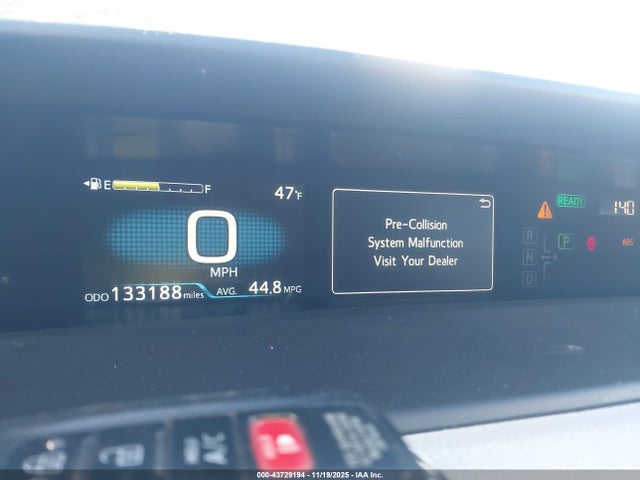 E F
47°F
0
MPH
ODO 133188 miles AVG. 44.8 MPG
Pre-Collision
System Malfunction
Visit Your Dealer
READY
140
R
P
N
D
ABS
A/C
000-43729194 - 11/19/2025 - IAA Inc.